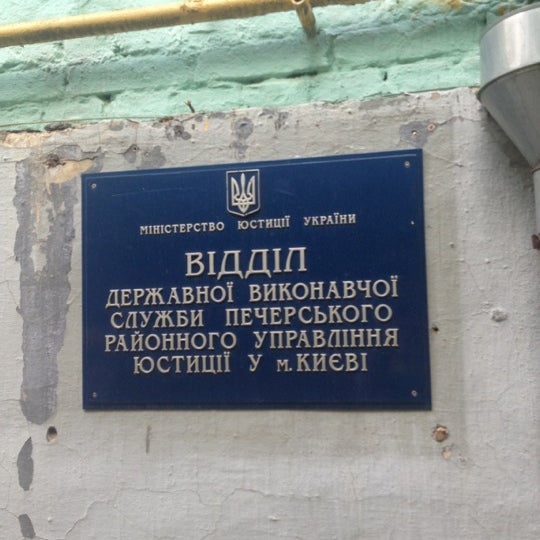 МІНІСТЕРСТВО ЮСТИЦІЇ УКРАЇНИ
ВІДДІЛ
ДЕРЖАВНОЇ ВИКОНАВЧОЇ
СЛУЖБИ ПЕЧЕРСЬКОГО
РАЙОННОГО УПРАВЛІННЯ
ЮСТИЦІЇ У м. КИЄВІ